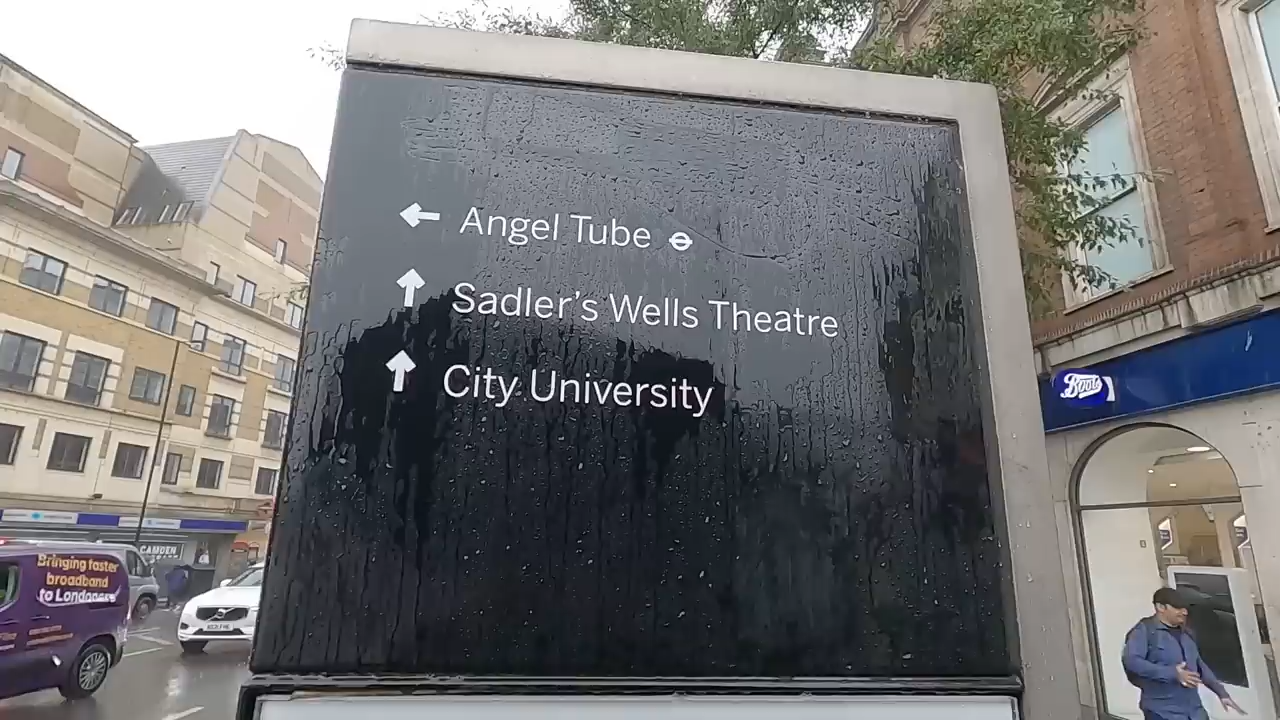 ← Angel Tube
↑ Sadler's Wells Theatre
↑ City University
Boots
CAMDEN
Bringing faster
broadband
to Londoners